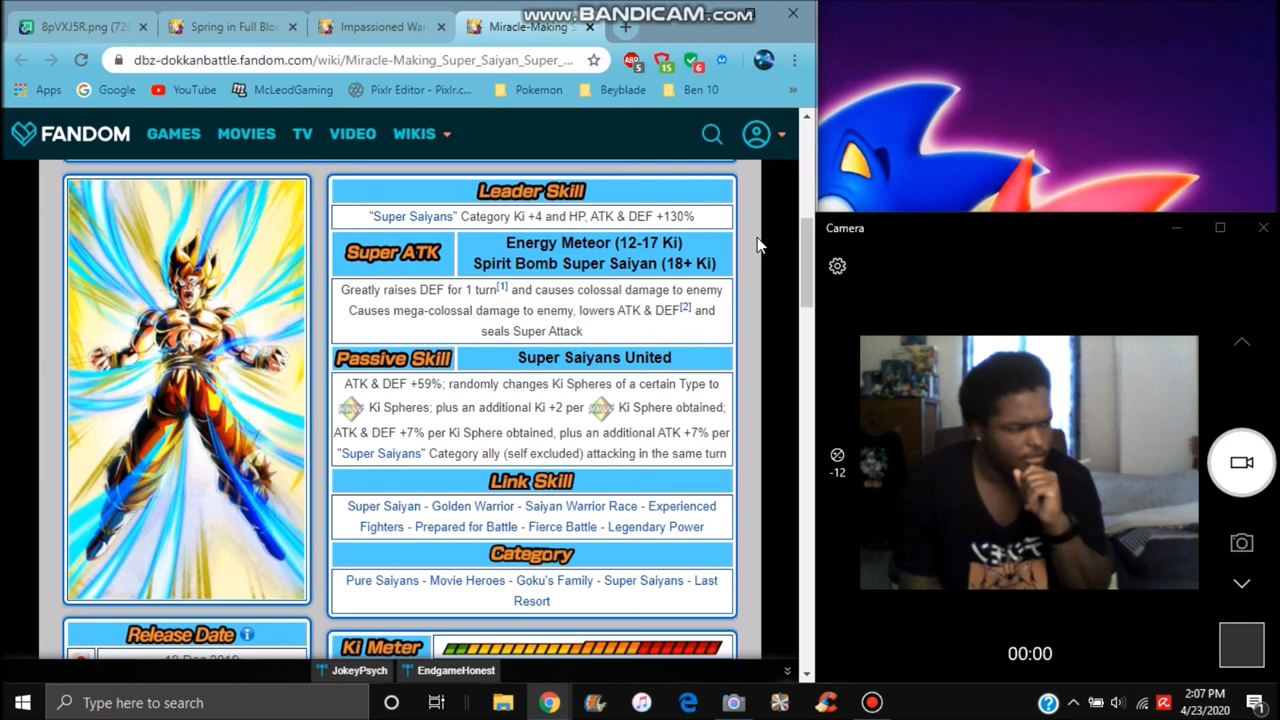 www.BANDICAM.com
8pVXJ5R.png (720
Spring in Full Bloo
Impassioned War
Miracle-Making S
dbz-dokkanbattle.fandom.com/wiki/Miracle-Making_Super_Saiyan_Super_...
5
15
6
Apps
Google
YouTube
McLeodGaming
Pixlr Editor - Pixlr.c...
Pokemon
Beyblade
Ben 10
»
FANDOM
GAMES
MOVIES
TV
VIDEO
WIKIS
Leader Skill
"Super Saiyans" Category Ki +4 and HP, ATK & DEF +130%
Super ATK
Energy Meteor (12-17 Ki)
Spirit Bomb Super Saiyan (18+ Ki)
Greatly raises DEF for 1 turn[1] and causes colossal damage to enemy
Causes mega-colossal damage to enemy, lowers ATK & DEF[2] and
seals Super Attack
Passive Skill
Super Saiyans United
ATK & DEF +59%; randomly changes Ki Spheres of a certain Type to
Ki Spheres; plus an additional Ki +2 per Ki Sphere obtained;
ATK & DEF +7% per Ki Sphere obtained, plus an additional ATK +7% per
"Super Saiyans" Category ally (self excluded) attacking in the same turn
Link Skill
Super Saiyan - Golden Warrior - Saiyan Warrior Race - Experienced
Fighters - Prepared for Battle - Fierce Battle - Legendary Power
Category
Pure Saiyans - Movie Heroes - Goku's Family - Super Saiyans - Last
Resort
Release Date
Ki Meter
JokeyPsych
EndgameHonest
Camera
-12
00:00
Type here to search
2:07 PM
4/23/2020
1